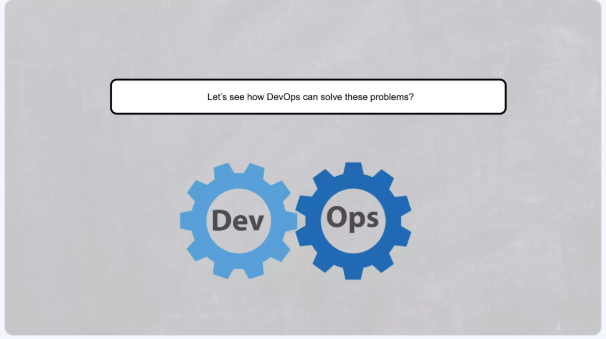 Let's see how DevOps can solve these problems?
Dev Ops